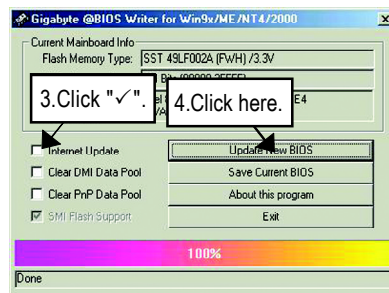 Gigabyte @BIOS Writer for Win9x/ME/NT4/2000
Current Mainboard Info
Flash Memory Type: SST 49LF002A (FWH) /3.3V
3.Click "✓".
4.Click here.
E4
Internet Update
Update New BIOS
Clear DMI Data Pool
Save Current BIOS
Clear PnP Data Pool
About this program
SMI Flash Support
Exit
100%
Done